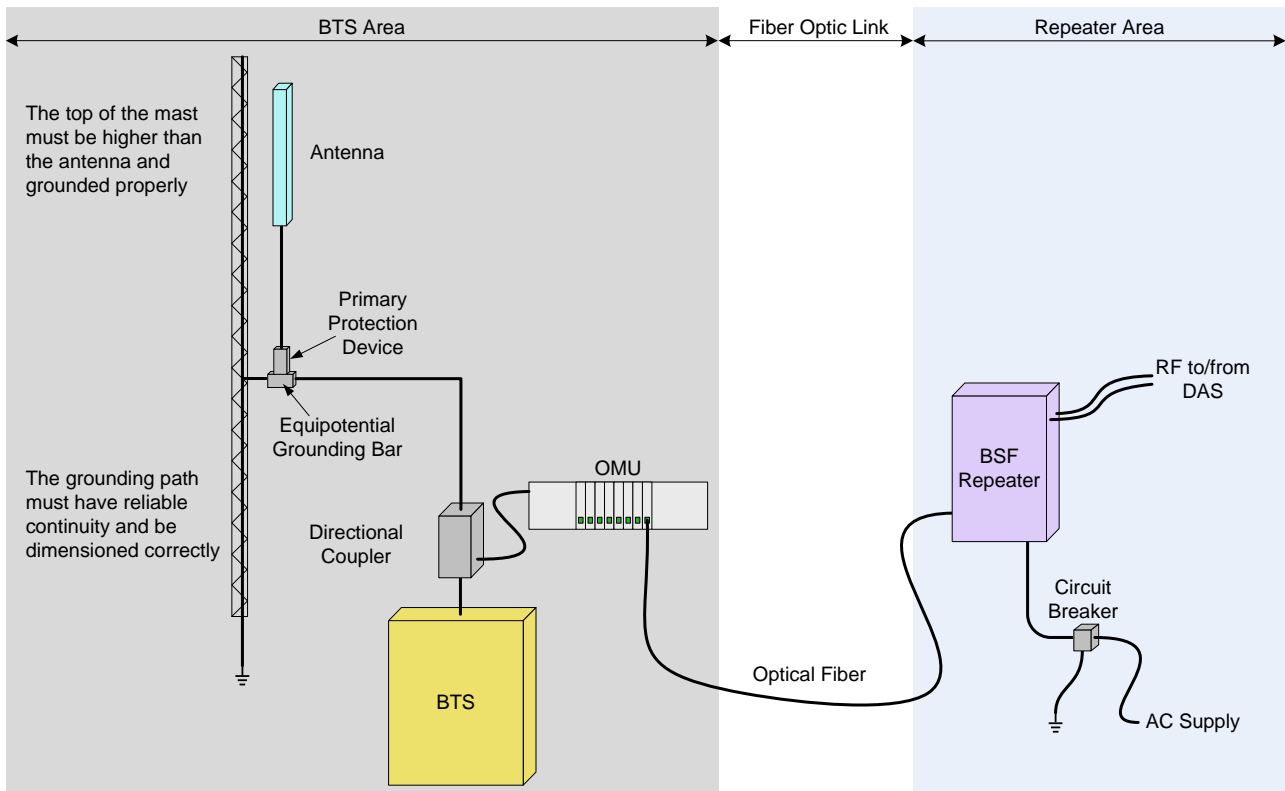 BTS Area
Fiber Optic Link
Repeater Area
The top of the mast
must be higher than
the antenna and
grounded properly
Antenna
Primary
Protection
Device
Equipotential
Grounding Bar
RF to/from
DAS
The grounding path
must have reliable
continuity and be
dimensioned correctly
Directional
Coupler
OMU
BSF
Repeater
Circuit
Breaker
Optical Fiber
BTS
AC Supply